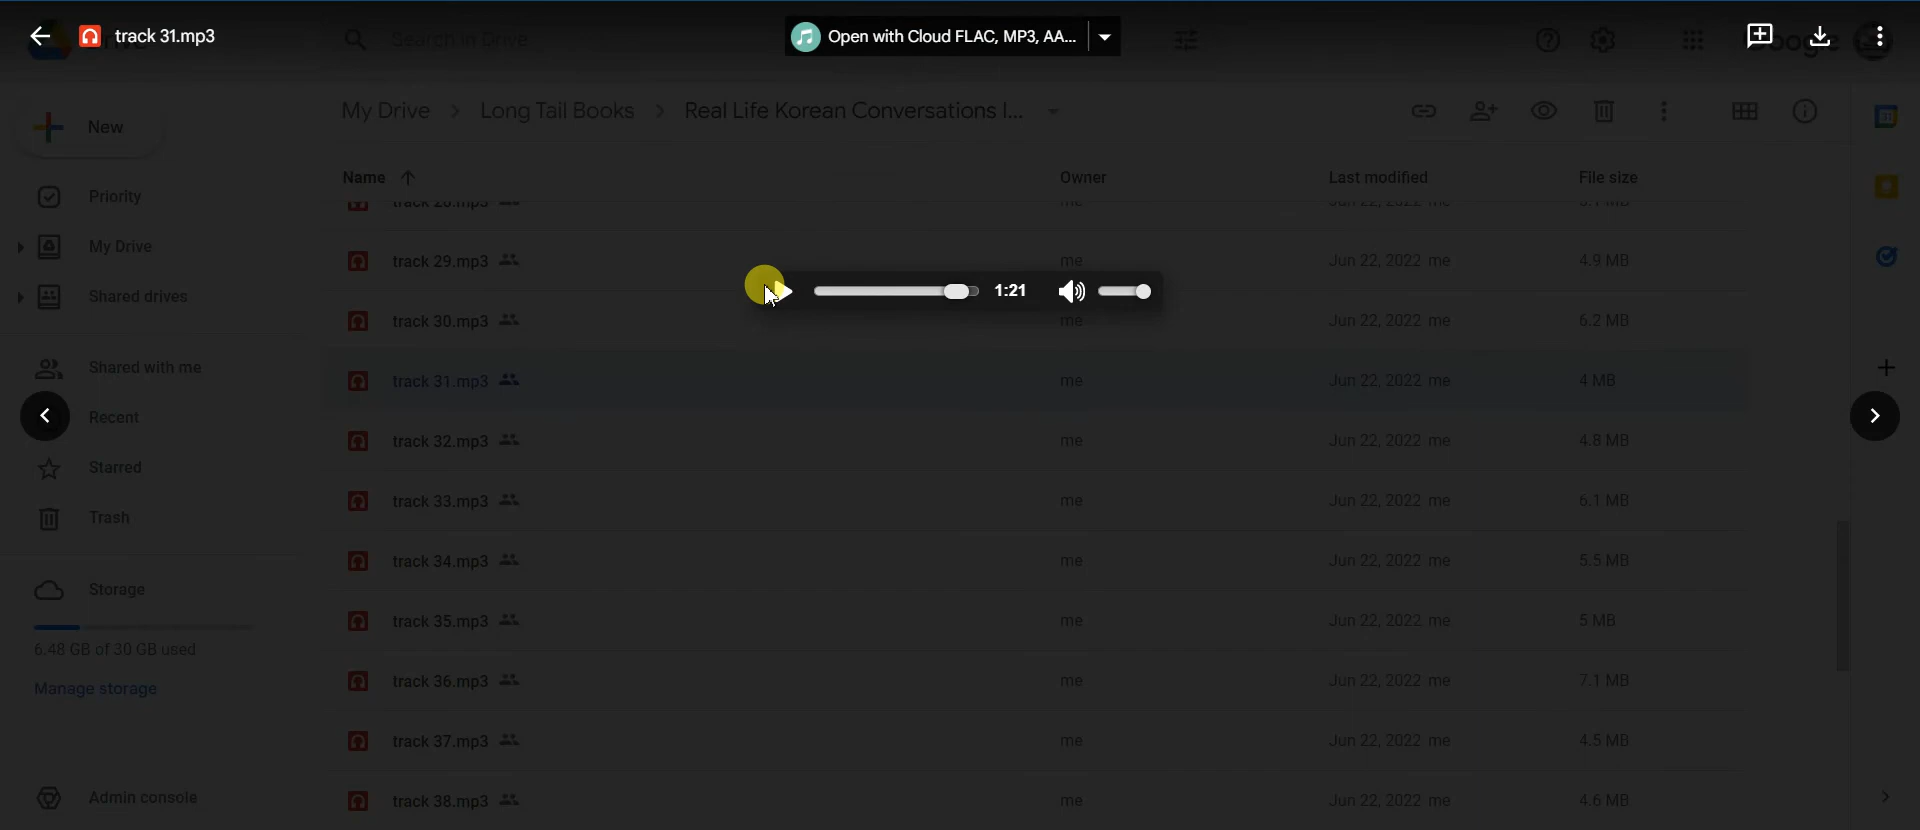 track 31.mp3
Search in Drive
Open with Cloud FLAC, MP3, AA...
My Drive > Long Tail Books > Real Life Korean Conversations I...
New
Name Owner Last modified File size
Priority
track 29.mp3 me Jun 22, 2022 me 4.9 MB
My Drive
1:21
Shared drives
track 30.mp3 me Jun 22, 2022 me 6.2 MB
Shared with me
track 31.mp3 me Jun 22, 2022 me 4 MB
Recent
track 32.mp3 me Jun 22, 2022 me 4.8 MB
Starred
track 33.mp3 me Jun 22, 2022 me 6.1 MB
Trash
track 34.mp3 me Jun 22, 2022 me 5.5 MB
Storage
track 35.mp3 me Jun 22, 2022 me 5 MB
6.48 GB of 30 GB used
track 36.mp3 me Jun 22, 2022 me 7.1 MB
Manage storage
track 37.mp3 me Jun 22, 2022 me 4.5 MB
Admin console
track 38.mp3 me Jun 22, 2022 me 4.6 MB